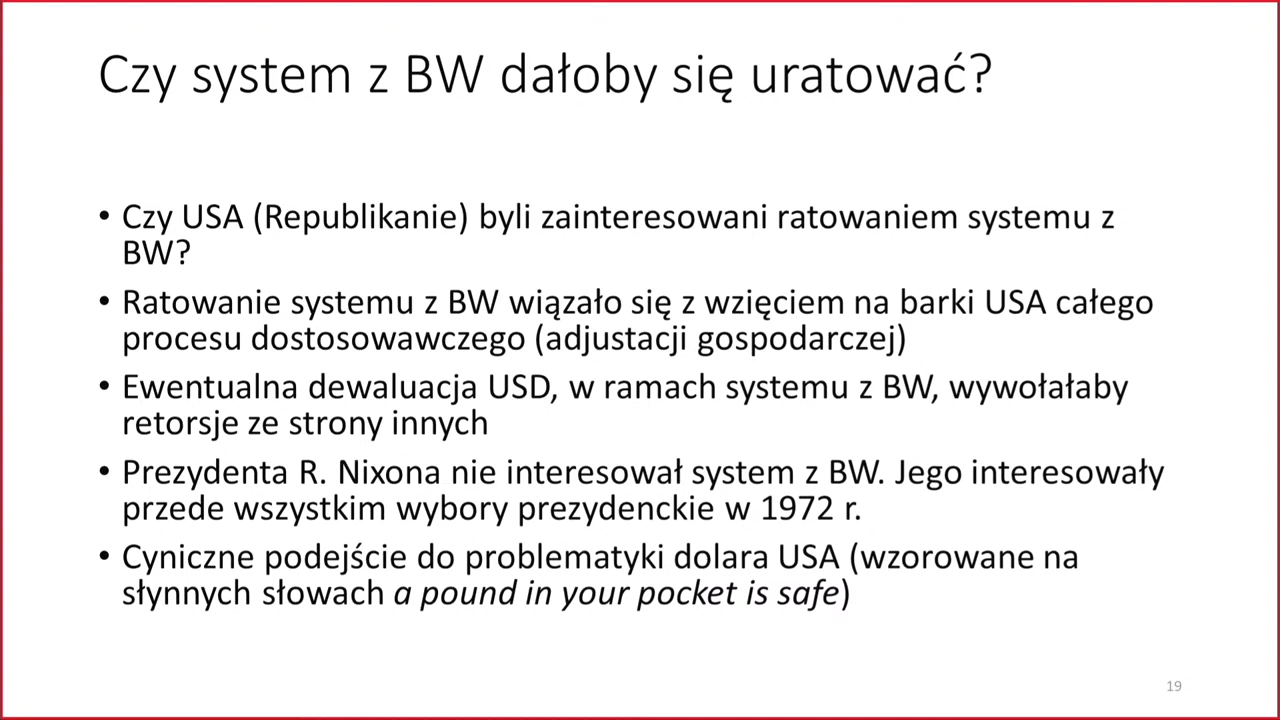 Czy system z BW dałoby się uratować?
• Czy USA (Republikanie) byli zainteresowani ratowaniem systemu z
BW?
• Ratowanie systemu z BW wiązało się z wzięciem na barki USA całego
procesu dostosowawczego (adjustacji gospodarczej)
• Ewentualna dewaluacja USD, w ramach systemu z BW, wywołałaby
retorsje ze strony innych
• Prezydenta R. Nixona nie interesował system z BW. Jego interesowały
przede wszystkim wybory prezydenckie w 1972 r.
• Cyniczne podejście do problematyki dolara USA (wzorowane na
słynnych słowach a pound in your pocket is safe)
19